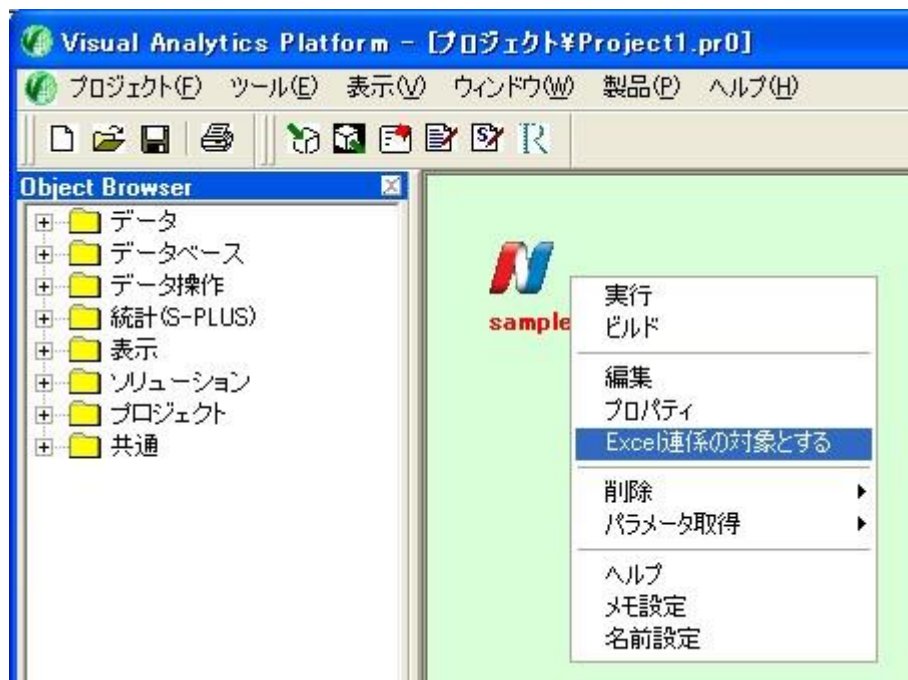 Visual Analytics Platform - [プロジェクト¥Project1.pr0]
プロジェクト(F) ツール(E) 表示(V) ウィンドウ(W) 製品(P) ヘルプ(H)
Object Browser
データ
データベース
データ操作
統計(S-PLUS)
表示
ソリューション
プロジェクト
共通
sample
実行
ビルド
編集
プロパティ
Excel連係の対象とする
削除
パラメータ取得
ヘルプ
メモ設定
名前設定